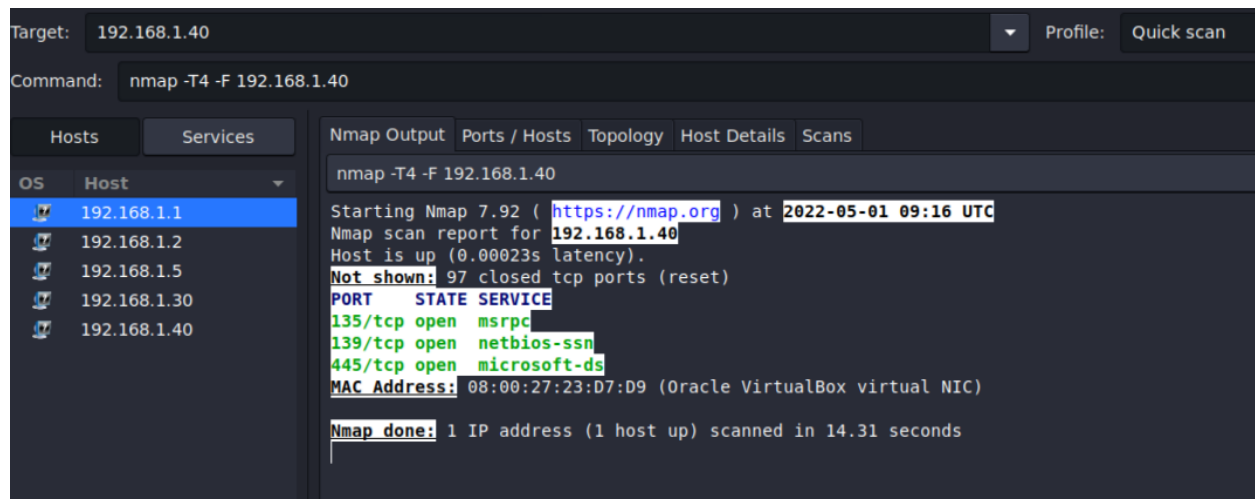 Target: 192.168.1.40 Profile: Quick scan
Command: nmap -T4 -F 192.168.1.40
Hosts Services
OS Host
192.168.1.1
192.168.1.2
192.168.1.5
192.168.1.30
192.168.1.40
Nmap Output Ports / Hosts Topology Host Details Scans
nmap -T4 -F 192.168.1.40
Starting Nmap 7.92 ( https://nmap.org ) at 2022-05-01 09:16 UTC
Nmap scan report for 192.168.1.40
Host is up (0.00023s latency).
Not shown: 97 closed tcp ports (reset)
PORT STATE SERVICE
135/tcp open msrpc
139/tcp open netbios-ssn
445/tcp open microsoft-ds
MAC Address: 08:00:27:23:D7:D9 (Oracle VirtualBox virtual NIC)
Nmap done: 1 IP address (1 host up) scanned in 14.31 seconds